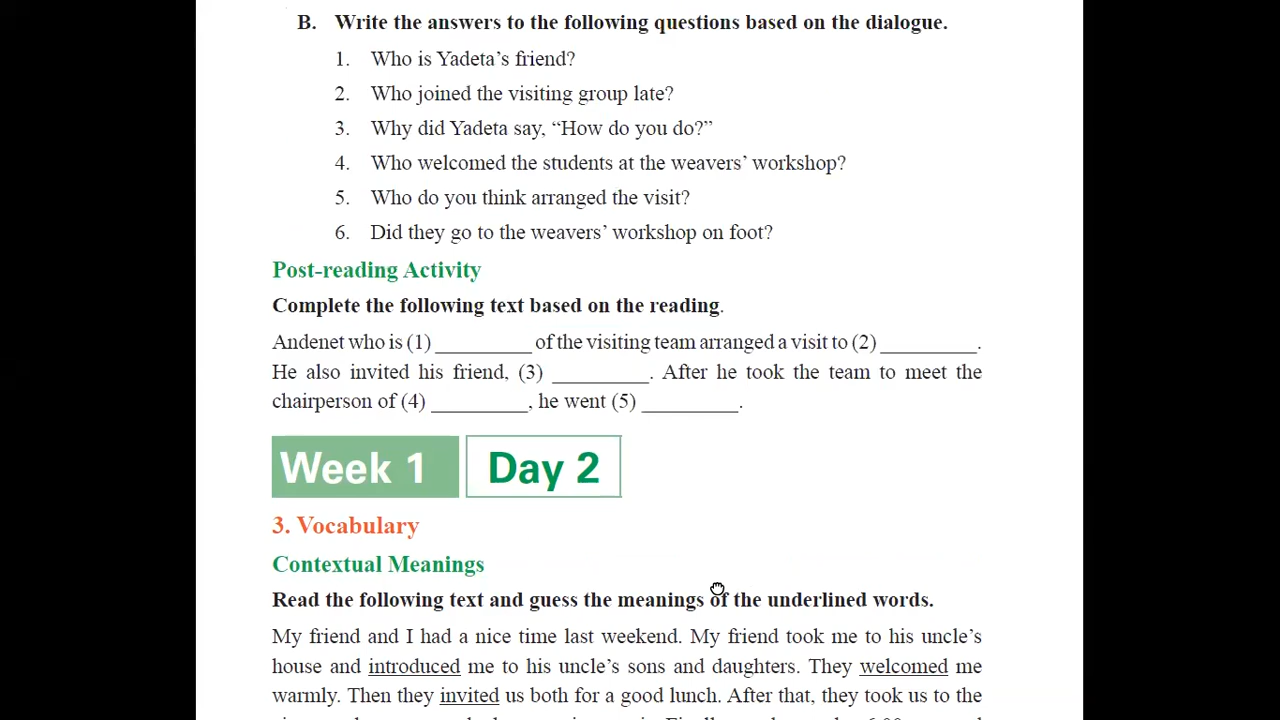 B. Write the answers to the following questions based on the dialogue.
1. Who is Yadeta’s friend?
2. Who joined the visiting group late?
3. Why did Yadeta say, “How do you do?”
4. Who welcomed the students at the weavers’ workshop?
5. Who do you think arranged the visit?
6. Did they go to the weavers’ workshop on foot?
Post-reading Activity
Complete the following text based on the reading.
Andenet who is (1) _________ of the visiting team arranged a visit to (2) _________.
He also invited his friend, (3) _________. After he took the team to meet the
chairperson of (4) _________, he went (5) _________.
Week 1 Day 2
3. Vocabulary
Contextual Meanings
Read the following text and guess the meanings of the underlined words.
My friend and I had a nice time last weekend. My friend took me to his uncle’s
house and introduced me to his uncle’s sons and daughters. They welcomed me
warmly. Then they invited us both for a good lunch. After that, they took us to the